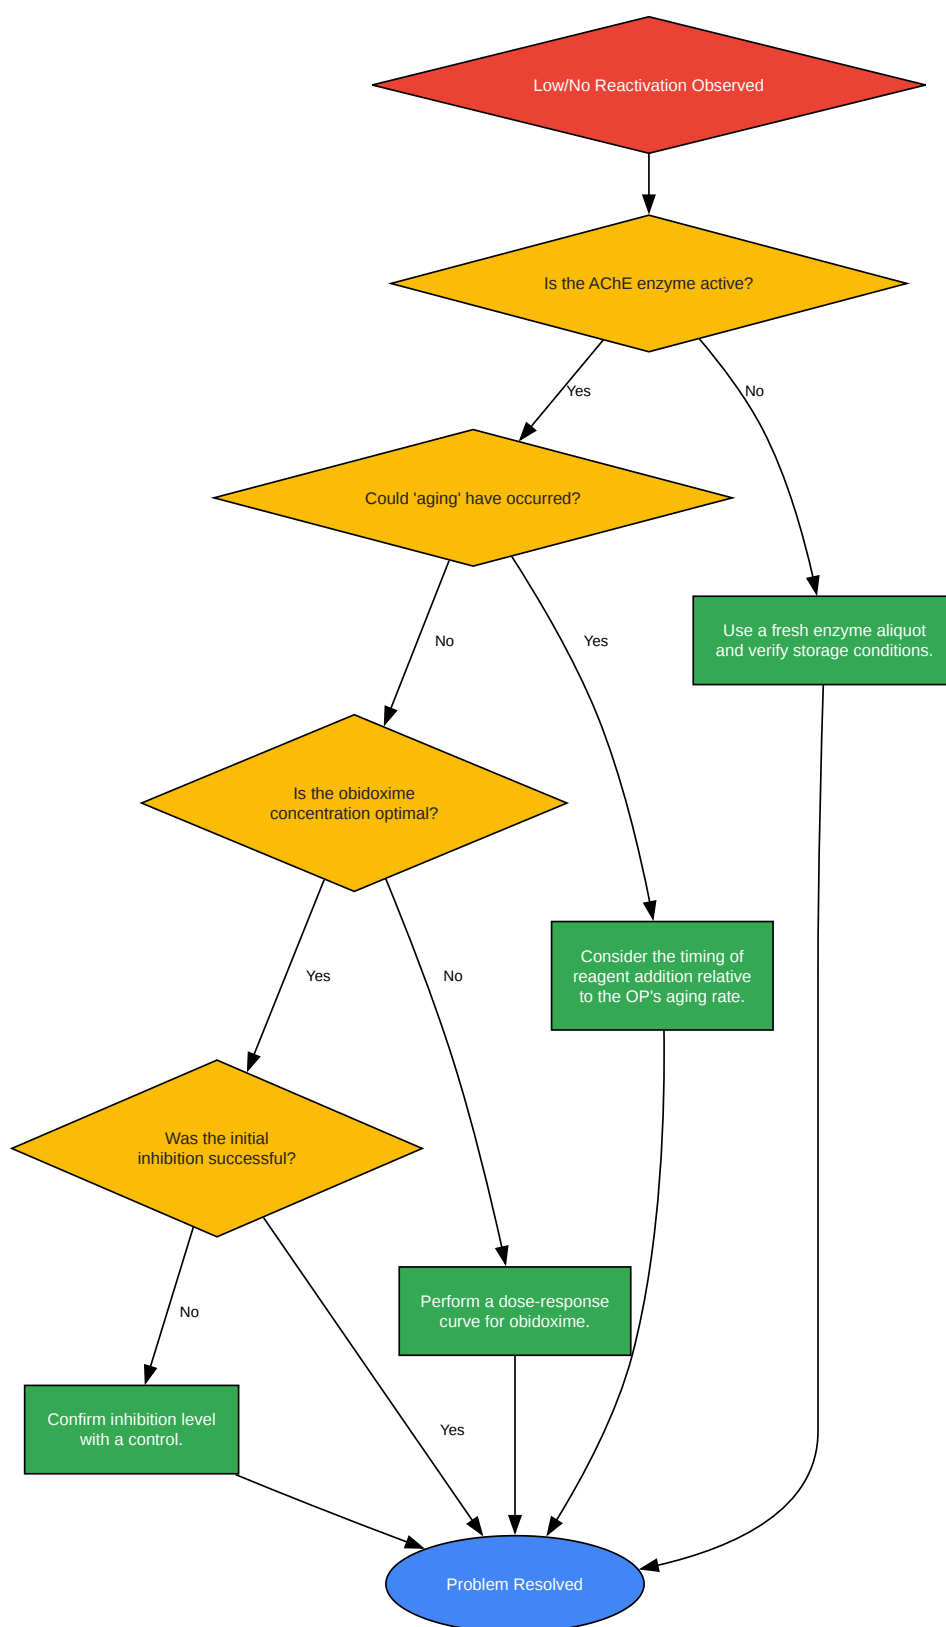 Low/No Reactivation Observed
Is the AChE enzyme active?
Yes
No
Could 'aging' have occurred?
Use a fresh enzyme aliquot
and verify storage conditions.
No
Yes
Is the obidoxime
concentration optimal?
Consider the timing of
reagent addition relative
to the OP's aging rate.
Yes
No
Was the initial
inhibition successful?
Perform a dose-response
curve for obidoxime.
No
Yes
Confirm inhibition level
with a control.
Problem Resolved